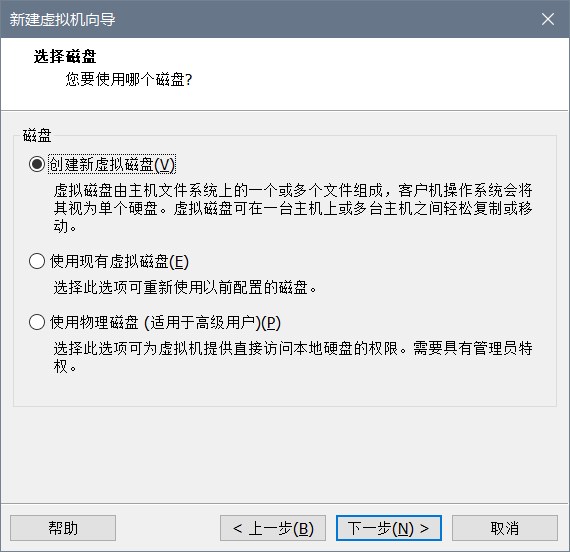 新建虚拟机向导
选择磁盘
您要使用哪个磁盘?
磁盘
创建新虚拟磁盘(V)
虚拟磁盘由主机文件系统上的一个或多个文件组成，客户机操作系统会将
其视为单个硬盘。虚拟磁盘可在一台主机上或多台主机之间轻松复制或移
动。
使用现有虚拟磁盘(E)
选择此选项可重新使用以前配置的磁盘。
使用物理磁盘 (适用于高级用户)(P)
选择此选项可为虚拟机提供直接访问本地硬盘的权限。需要具有管理员特
权。
帮助
< 上一步(B)
下一步(N) >
取消